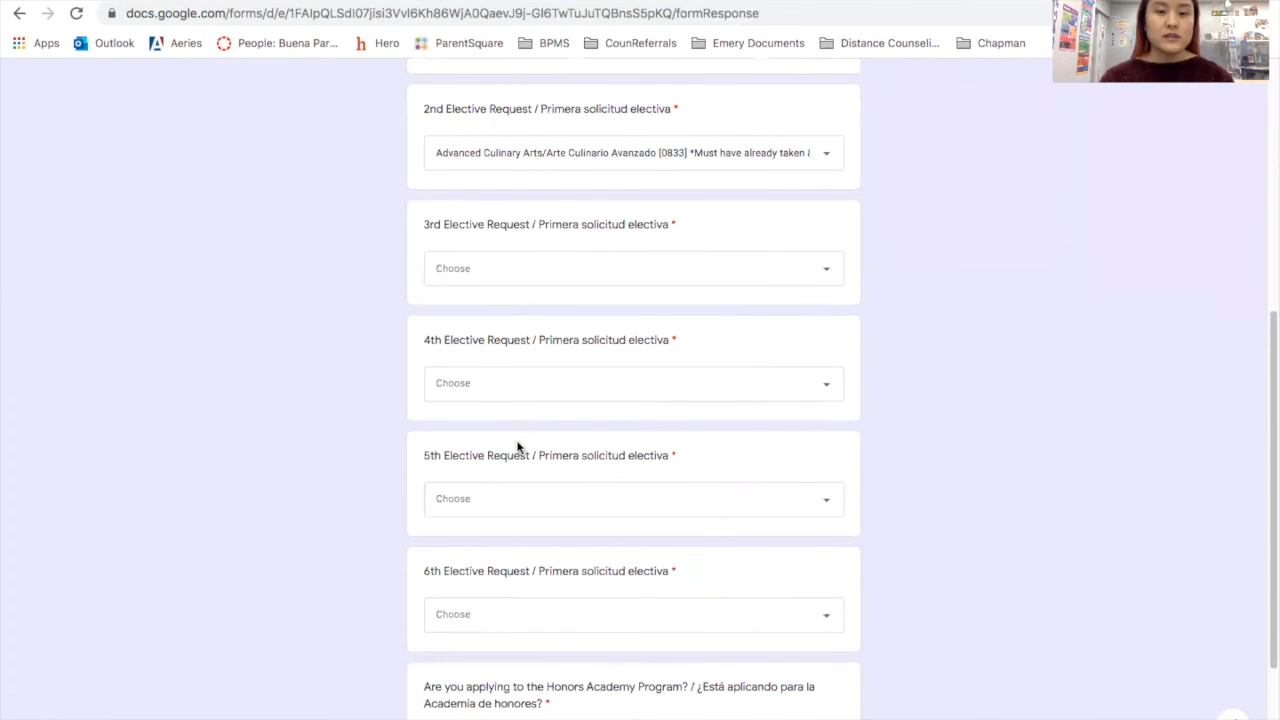 docs.google.com/forms/d/e/1FAIpQLSdI07jisi3VvI6Kh86WjA0QaevJ9i-GI6TwTuJuTQBnsS5pKQ/formResponse
Apps Outlook Aeries People: Buena Par... Hero ParentSquare BPMS CounReferrals Emery Documents Distance Counseli... Chapman
2nd Elective Request / Primera solicitud electiva *
Advanced Culinary Arts/Arte Culinario Avanzado [0833] *Must have already taken &
3rd Elective Request / Primera solicitud electiva *
Choose
4th Elective Request / Primera solicitud electiva *
Choose
5th Elective Request / Primera solicitud electiva *
Choose
6th Elective Request / Primera solicitud electiva *
Choose
Are you applying to the Honors Academy Program? / ¿Está aplicando para la
Academia de honores? *